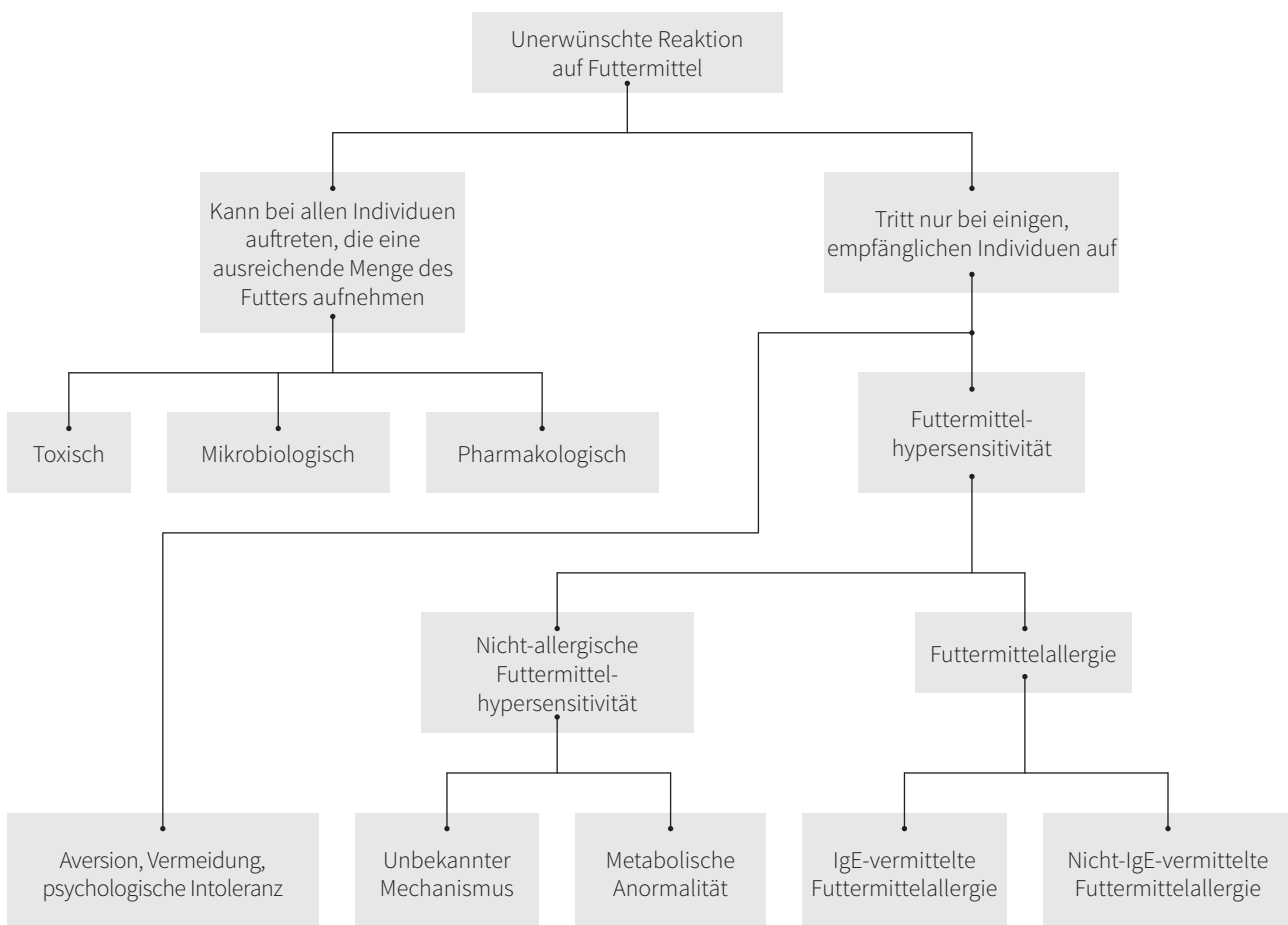 Unerwünschte Reaktion
auf Futtermittel
Kann bei allen Individuen
auftreten, die eine
ausreichende Menge des
Futters aufnehmen
Tritt nur bei einigen,
empfänglichen Individuen auf
Toxisch
Mikrobiologisch
Pharmakologisch
Futtermittel-
hypersensitivität
Nicht-allergische
Futtermittel-
hypersensitivität
Futtermittelallergie
Aversion, Vermeidung,
psychologische Intoleranz
Unbekannter
Mechanismus
Metabolische
Anormalität
IgE-vermittelte
Futtermittelallergie
Nicht-IgE-vermittelte
Futtermittelallergie